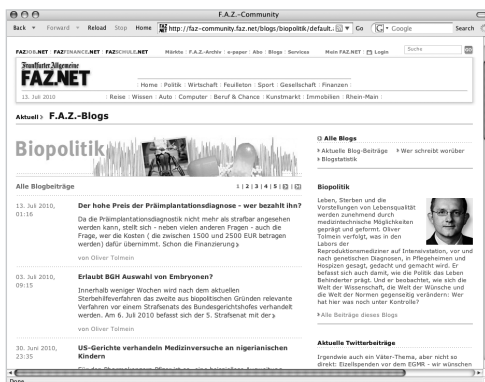 F.A.Z.-Community
Back Forward Reload Stop Home http://faz-community.faz.net/blogs/biopolitik/default. Go Google Search
FAZJOB.NET FAZFINANCE.NET FAZSCHULE.NET Märkte F.A.Z.-Archiv e-paper Abo Blogs Services Mein FAZ.NET Login Suche
Frankfurter Allgemeine
FAZ.NET
Home Politik Wirtschaft Feuilleton Sport Gesellschaft Finanzen
13. Juli 2010 Reise Wissen Auto Computer Beruf & Chance Kunstmarkt Immobilien Rhein-Main
Aktuell > F.A.Z.-Blogs
Biopolitik
Alle Blogbeiträge 1 | 2 | 3 | 4 | 5
13. Juli 2010,
01:16
Der hohe Preis der Präimplantationsdiagnose - wer bezahlt ihn?
Da die Präimplantationsdiagnostik nicht mehr als strafbar angesehen
werden kann, stellt sich - neben vielen anderen Fragen - auch die
Frage, wer die Kosten ( die zwischen 1500 und 2500 EUR betragen
werden) dafür übernimmt. Schon die Finanzierung
von Oliver Tolmein
03. Juli 2010,
09:15
Erlaubt BGH Auswahl von Embryonen?
Innerhalb weniger Wochen wird nach dem aktuellen
Sterbehilfeverfahren das zweite aus biopolitischen Gründen relevante
Verfahren vor einem Strafsenat des Bundesgerichtshofes verhandelt
werden. Am 6. Juli 2010 befasst sich der 5. Strafsenat mit der
von Oliver Tolmein
30. Juni 2010,
23:35
US-Gerichte verhandeln Medizinversuche an nigerianischen
Kindern
Alle Blogs
Aktuelle Blog-Beiträge Wer schreibt worüber
Blogstatistik
Biopolitik
Leben, Sterben und die
Vorstellungen von Lebensqualität
werden zunehmend durch
medizintechnische Möglichkeiten
geprägt und geformt. Oliver
Tolmein verfolgt, was in den
Labors der
Reproduktionsmediziner auf Intensivstation, vor und
nach genetischen Diagnosen, in Pflegeheimen und
Hospizen gesagt, gedacht und gemacht wird. Er
befasst sich auch damit, wie die Politik das Leben
Behinderter prägt. Und er beobachtet, wie sich die
Welt der Wissenschaft, die Welt der Wünsche und
die Welt der Normen gegenseitig verändern: Wer
hat hier was noch unter Kontrolle?
Alle Beiträge dieses Blogs
Aktuelle Twitterbeiträge
Irgendwie auch ein Väter-Thema, aber nicht so
direkt: Eizellspenden vor dem EGMR - wir wünschen
Done